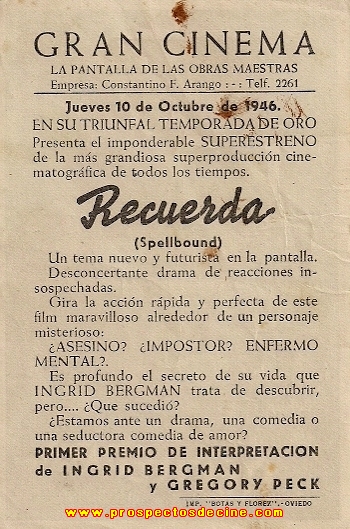 GRAN CINEMA
LA PANTALLA DE LAS OBRAS MAESTRAS
Empresa: Constantino F. Arango :-: Telf. 2261
Jueves 10 de Octubre de 1946.
EN SU TRIUNFAL TEMPORADA DE ORO
Presenta el imponderable SUPERESTRENO
de la más grandiosa superproducción cine-
matográfica de todos los tiempos.
Recuerda
(Spellbound)
Un tema nuevo y futurista en la pantalla.
Desconcertante drama de reacciones in-
sospechadas.
Gira la acción rápida y perfecta de este
film maravilloso alrededor de un personaje
misterioso:
¿ASESINO? ¿IMPOSTOR? ENFERMO
MENTAL?.
Es profundo el secreto de su vida que
INGRID BERGMAN trata de descubrir,
pero.... ¿Que sucedió?
¿Estamos ante un drama, una comedia o
una seductora comedia de amor?
PRIMER PREMIO DE INTERPRETACION
de INGRID BERGMAN
y GREGORY PECK
IMP. "BOTAS Y FLOREZ".-OVIEDO
www.prospectosdecine.com